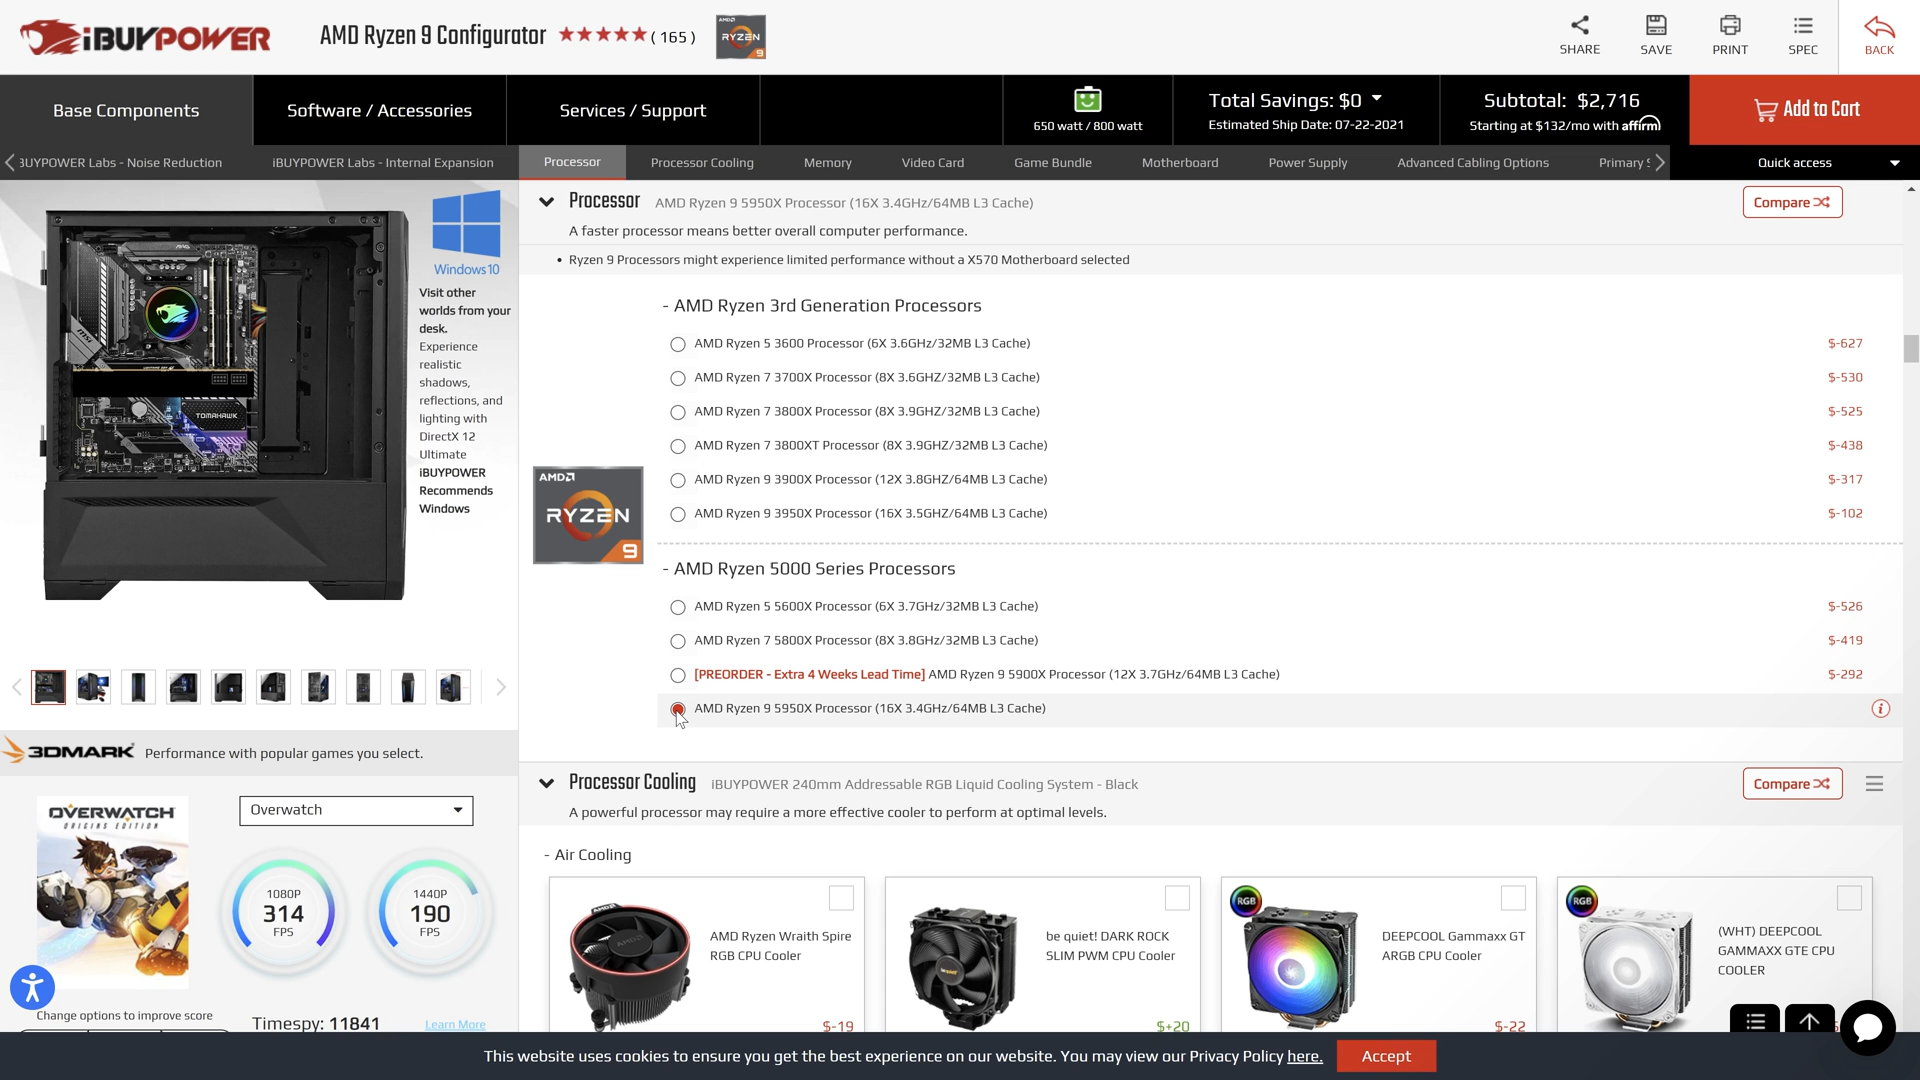 iBUYPOWER
AMD Ryzen 9 Configurator
( 165 )
AMD
RYZEN
9
SHARE
SAVE
PRINT
SPEC
BACK
Base Components
Software / Accessories
Services / Support
650 watt / 800 watt
Total Savings: $0
Estimated Ship Date: 07-22-2021
Subtotal: $2,716
Starting at $132/mo with affirm
Add to Cart
BUYPOWER Labs - Noise Reduction
iBUYPOWER Labs - Internal Expansion
Processor
Processor Cooling
Memory
Video Card
Game Bundle
Motherboard
Power Supply
Advanced Cabling Options
Primary S
Quick access
Processor AMD Ryzen 9 5950X Processor (16X 3.4GHz/64MB L3 Cache)
Compare
A faster processor means better overall computer performance.
• Ryzen 9 Processors might experience limited performance without a X570 Motherboard selected
TOMAHAWK
Windows10
Visit other
worlds from your
desk.
Experience
realistic
shadows,
reflections, and
lighting with
DirectX 12
Ultimate
iBUYPOWER
Recommends
Windows
- AMD Ryzen 3rd Generation Processors
AMD Ryzen 5 3600 Processor (6X 3.6GHz/32MB L3 Cache) $-627
AMD Ryzen 7 3700X Processor (8X 3.6GHZ/32MB L3 Cache) $-530
AMD Ryzen 7 3800X Processor (8X 3.9GHZ/32MB L3 Cache) $-525
AMD Ryzen 7 3800XT Processor (8X 3.9GHZ/32MB L3 Cache) $-438
AMD Ryzen 9 3900X Processor (12X 3.8GHZ/64MB L3 Cache) $-317
AMD Ryzen 9 3950X Processor (16X 3.5GHZ/64MB L3 Cache) $-102
AMD
RYZEN
9
- AMD Ryzen 5000 Series Processors
AMD Ryzen 5 5600X Processor (6X 3.7GHz/32MB L3 Cache) $-526
AMD Ryzen 7 5800X Processor (8X 3.8GHz/32MB L3 Cache) $-419
[PREORDER - Extra 4 Weeks Lead Time] AMD Ryzen 9 5900X Processor (12X 3.7GHz/64MB L3 Cache) $-292
AMD Ryzen 9 5950X Processor (16X 3.4GHz/64MB L3 Cache)
3DMARK Performance with popular games you select.
OVERWATCH
ORIGINS EDITION
Overwatch
1080P
314
FPS
1440P
190
FPS
Change options to improve score
Timespy: 11841
Learn More
Processor Cooling iBUYPOWER 240mm Addressable RGB Liquid Cooling System - Black
Compare
A powerful processor may require a more effective cooler to perform at optimal levels.
- Air Cooling
AMD Ryzen Wraith Spire
RGB CPU Cooler
$-19
be quiet! DARK ROCK
SLIM PWM CPU Cooler
$+20
RGB
DEEPCOOL Gammaxx GT
ARGB CPU Cooler
$-22
RGB
(WHT) DEEPCOOL
GAMMAXX GTE CPU
COOLER
This website uses cookies to ensure you get the best experience on our website. You may view our Privacy Policy here.
Accept